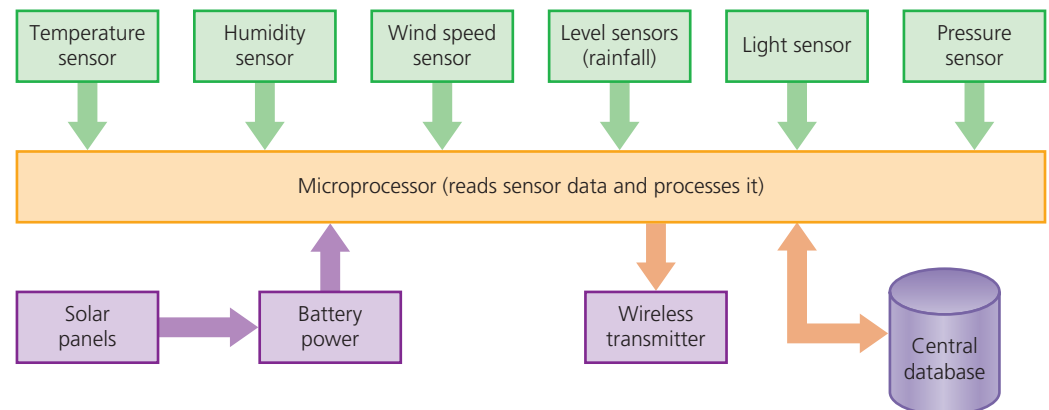 Temperature
sensor
Humidity
sensor
Wind speed
sensor
Level sensors
(rainfall)
Light sensor
Pressure
sensor
Microprocessor (reads sensor data and processes it)
Solar
panels
Battery
power
Wireless
transmitter
Central
database